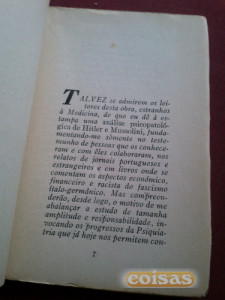 TALVEZ se admirem os lei-
tores desta obra, estranhos
à Medicina, de que eu dê à es-
tampa uma análise psicopatoló-
gica de Hitler e Mussolini, funda-
mentando-me sòmente no teste-
munho de pessoas que os conhece-
ram e com êles colaboraram, nos
relatos de jornais portugueses e
estrangeiros e em livros onde se
comentam os aspectos económico,
financeiro e racista do fascismo
ítalo-germânico. Mas compreen-
derão, desde logo, o motivo de me
abalançar a estudo de tamanha
amplitude e responsabilidade, in-
vocando os progressos da Psiquia-
tria que já hoje nos permitem con-
7
coisas